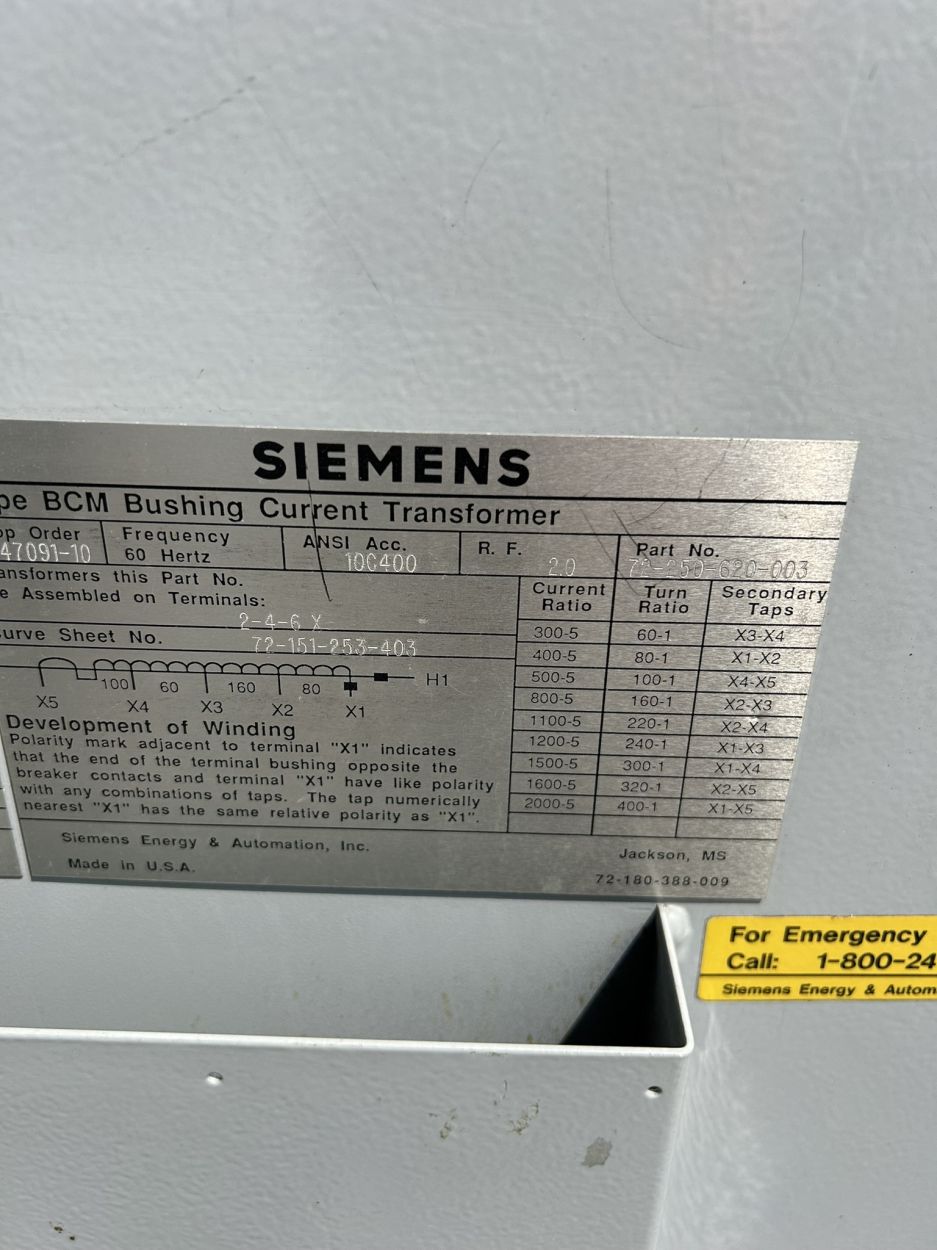 SIEMENS
pe BCM Bushing Current Transformer
op Order
47091-10
Frequency
60 Hertz
ANSI Acc.
10C400
R. F.
2.0
Part No.
72-250-620-003
ansformers this Part No.
e Assembled on Terminals:
2-4-6 X
urve Sheet No.
72-151-253-403
100 60 160 80 H1
X5 X4 X3 X2 X1
Development of Winding
Polarity mark adjacent to terminal "X1" indicates
that the end of the terminal bushing opposite the
breaker contacts and terminal "X1" have like polarity
with any combinations of taps. The tap numerically
nearest "X1" has the same relative polarity as "X1".
Current Ratio Turn Ratio Secondary Taps
300-5 60-1 X3-X4
400-5 80-1 X1-X2
500-5 100-1 X4-X5
800-5 160-1 X2-X3
1100-5 220-1 X2-X4
1200-5 240-1 X1-X3
1500-5 300-1 X1-X4
1600-5 320-1 X2-X5
2000-5 400-1 X1-X5
Siemens Energy & Automation, Inc.
Made in U.S.A.
Jackson, MS
72-180-388-009
For Emergency
Call: 1-800-24
Siemens Energy & Autom